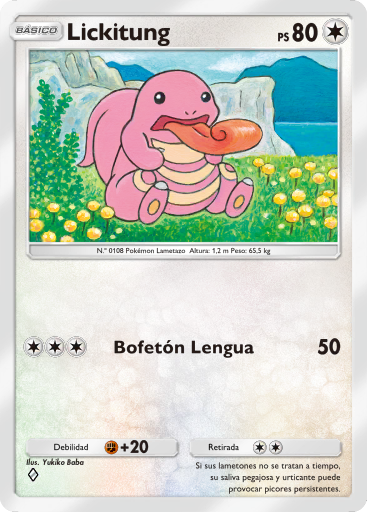 BÁSICO Lickitung PS 80
N.º 0108 Pokémon Lametazo Altura: 1,2 m Peso: 65,5 kg
Bofetón Lengua 50
Debilidad +20 Retirada
Ilus. Yukiko Baba
Si sus lametones no se tratan a tiempo,
su saliva pegajosa y urticante puede
provocar picores persistentes.